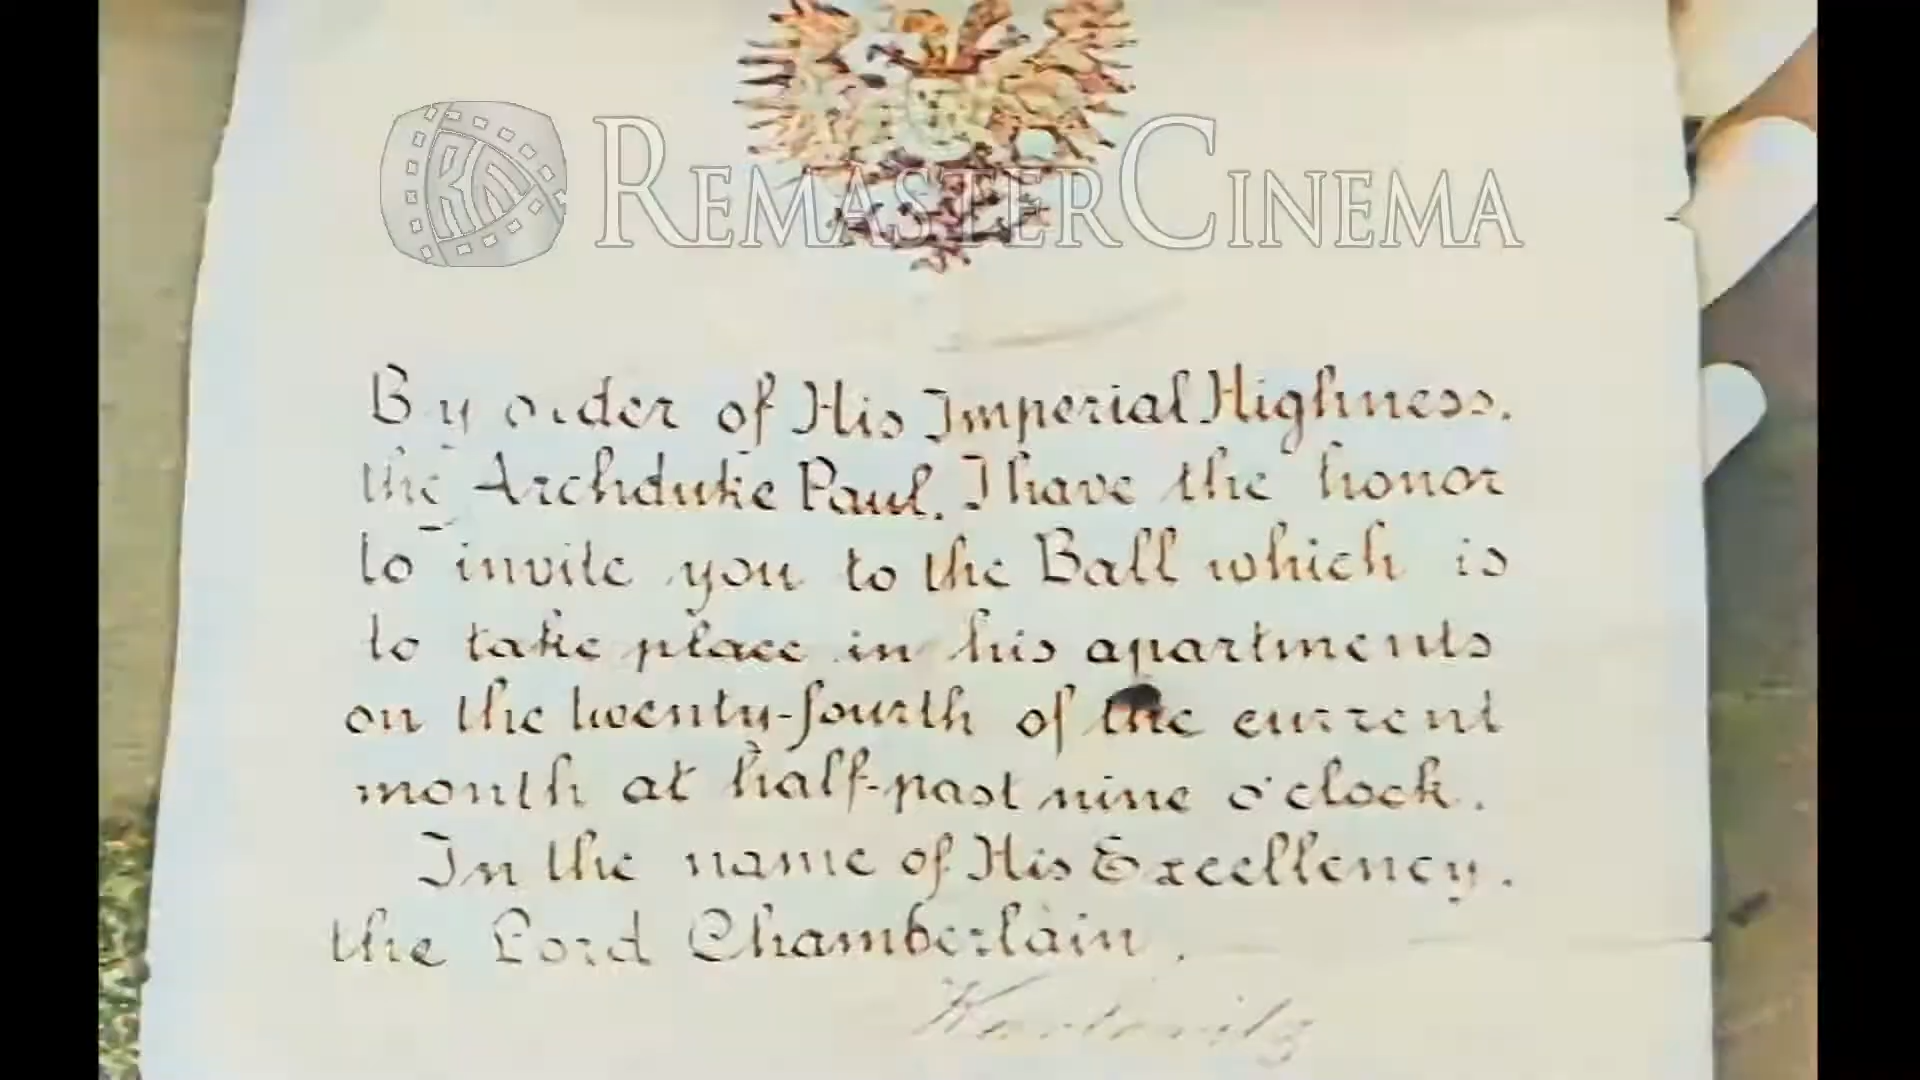 REMASTERCINEMA
By order of His Imperial Highness,
the Archduke Paul, I have the honor
to invite you to the Ball which is
to take place in his apartments
on the twenty-fourth of the current
month at half-past nine o'clock.
In the name of His Excellency,
the Lord Chamberlain,